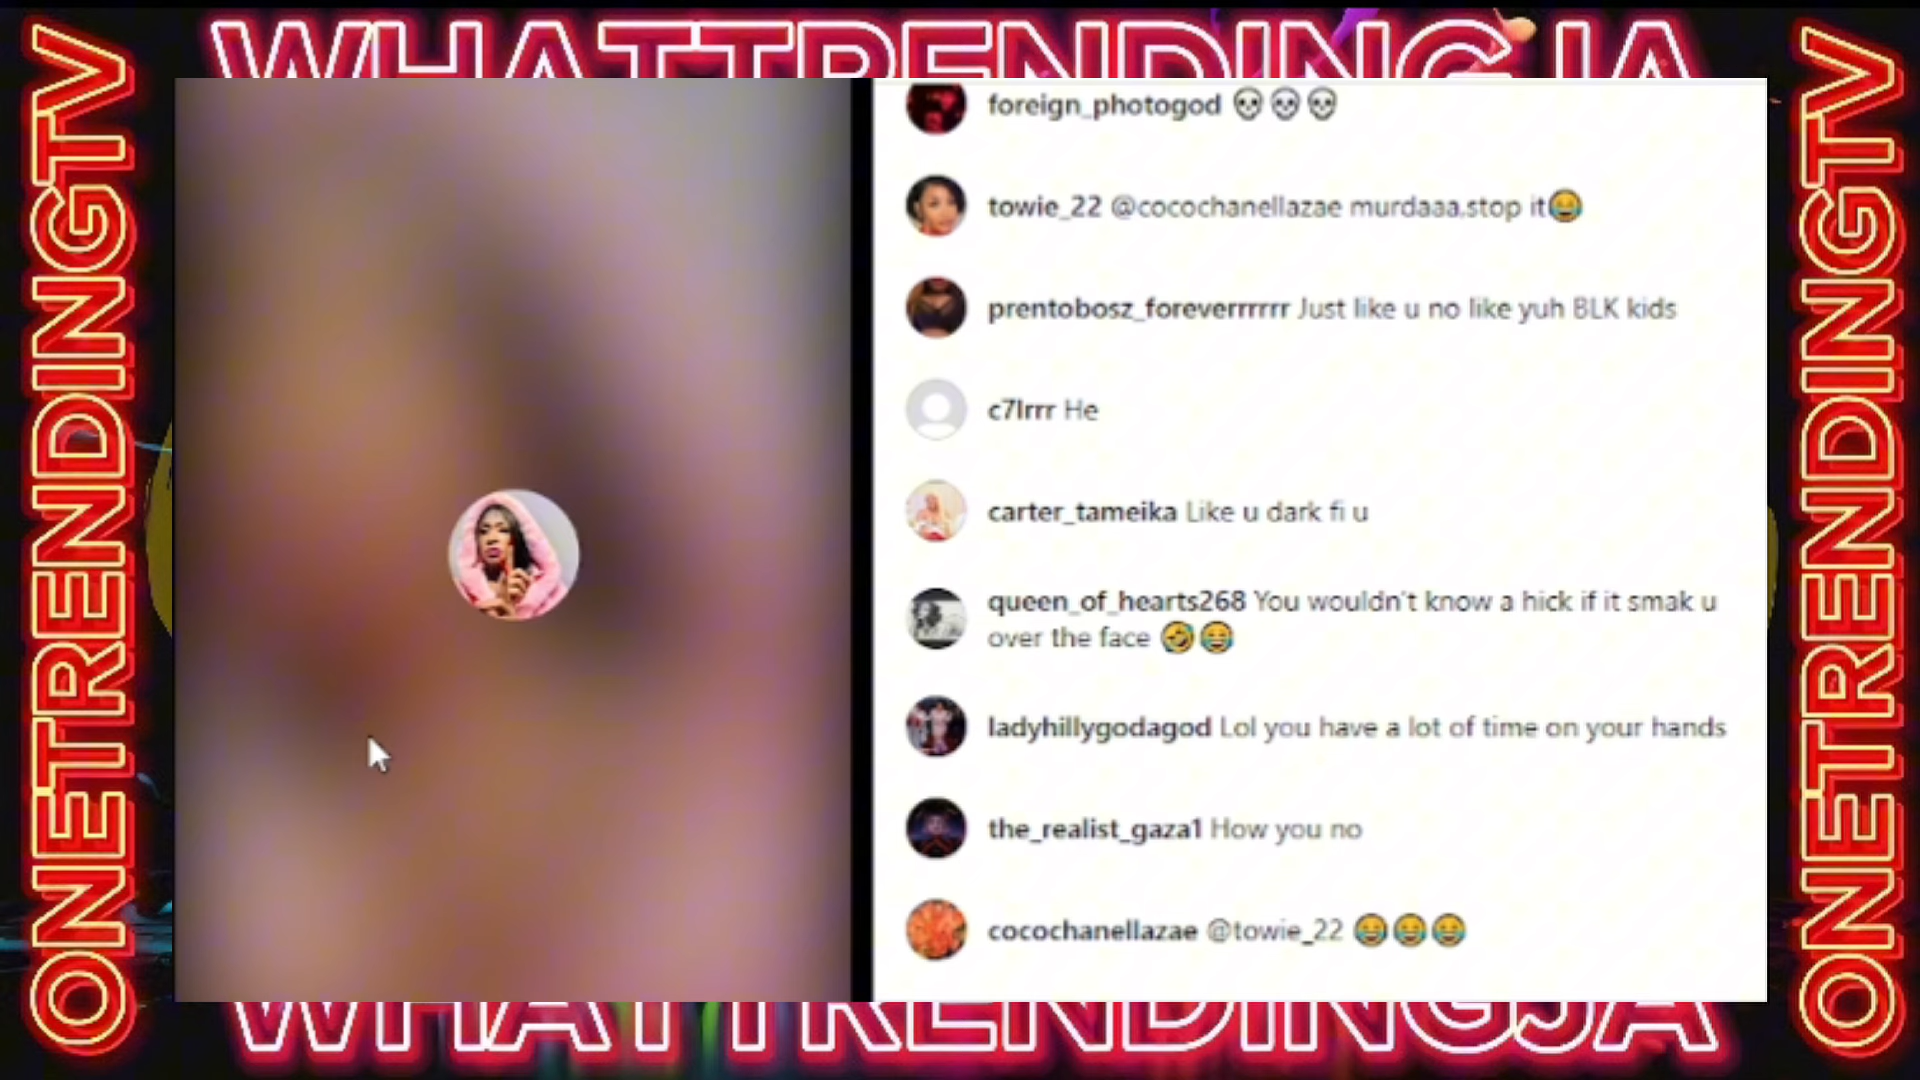 WHATTRENDINGJA
ONETRENDINGTV
foreign_photogod 💀💀💀
towie_22 @cocochanellazae murdaaa.stop it😂
prentobosz_foreverrrrrr Just like u no like yuh BLK kids
c7lrrr He
carter_tameika Like u dark fi u
queen_of_hearts268 You wouldn't know a hick if it smak u
over the face 🤣😂
ladyhillygodagod Lol you have a lot of time on your hands
the_realist_gaza1 How you no
cocochanellazae @towie_22 😂😂😂
ONETRENDINGTV
WHATTRENDINGJA